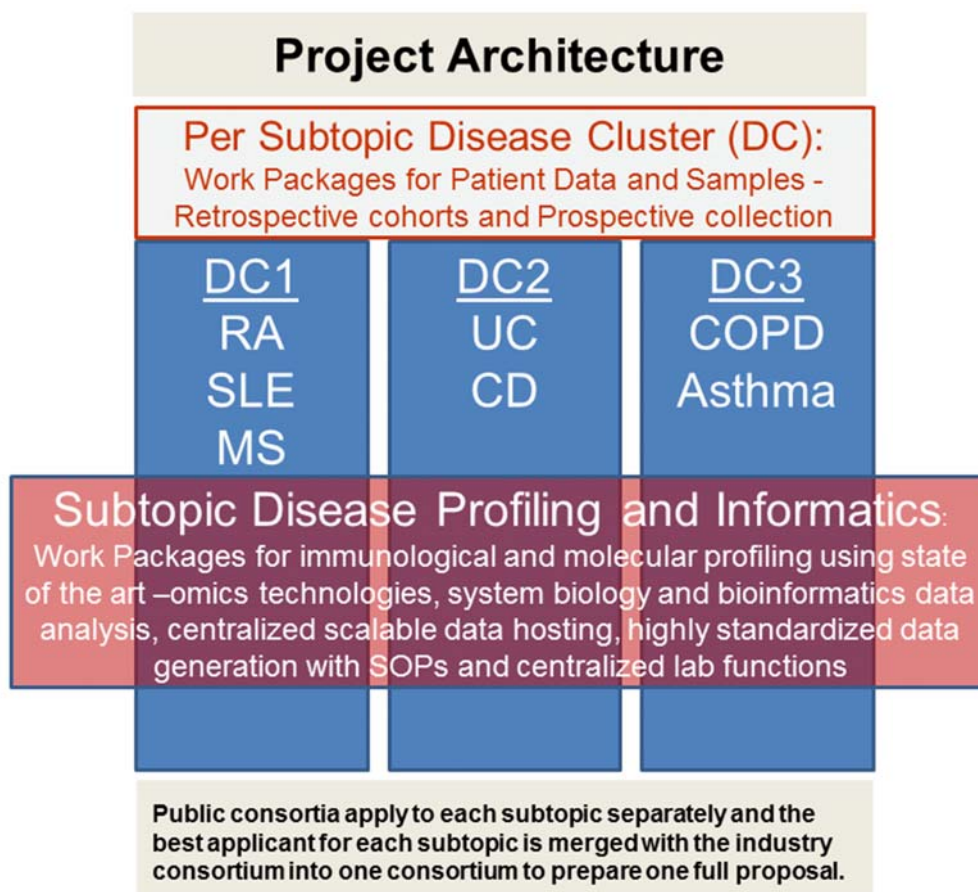 Project Architecture
Per Subtopic Disease Cluster (DC):
Work Packages for Patient Data and Samples -
Retrospective cohorts and Prospective collection
DC1
RA
SLE
MS
DC2
UC
CD
DC3
COPD
Asthma
Subtopic Disease Profiling and Informatics:
Work Packages for immunological and molecular profiling using state
of the art –omics technologies, system biology and bioinformatics data
analysis, centralized scalable data hosting, highly standardized data
generation with SOPs and centralized lab functions
Public consortia apply to each subtopic separately and the
best applicant for each subtopic is merged with the industry
consortium into one consortium to prepare one full proposal.